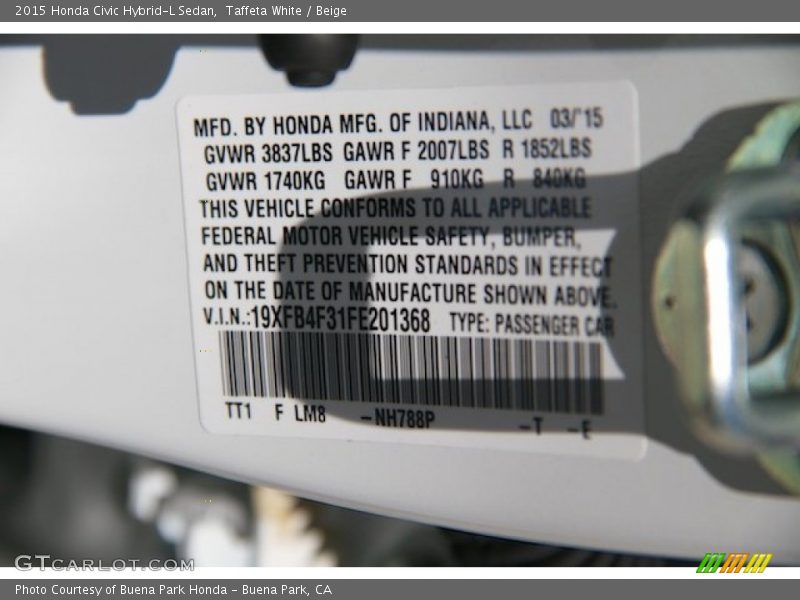 2015 Honda Civic Hybrid-L Sedan,  Taffeta White / Beige
MFD. BY HONDA MFG. OF INDIANA, LLC  03/'15
GVWR 3837LBS GAWR F 2007LBS R 1852LBS
GVWR 1740KG GAWR F 910KG R 840KG
THIS VEHICLE CONFORMS TO ALL APPLICABLE
FEDERAL MOTOR VEHICLE SAFETY, BUMPER,
AND THEFT PREVENTION STANDARDS IN EFFECT
ON THE DATE OF MANUFACTURE SHOWN ABOVE.
V.I.N.:19XFB4F31FE201368 TYPE: PASSENGER CAR
TT1 F LM8 -NH788P -T -E
GTCARLOT.COM
Photo Courtesy of Buena Park Honda - Buena Park, CA